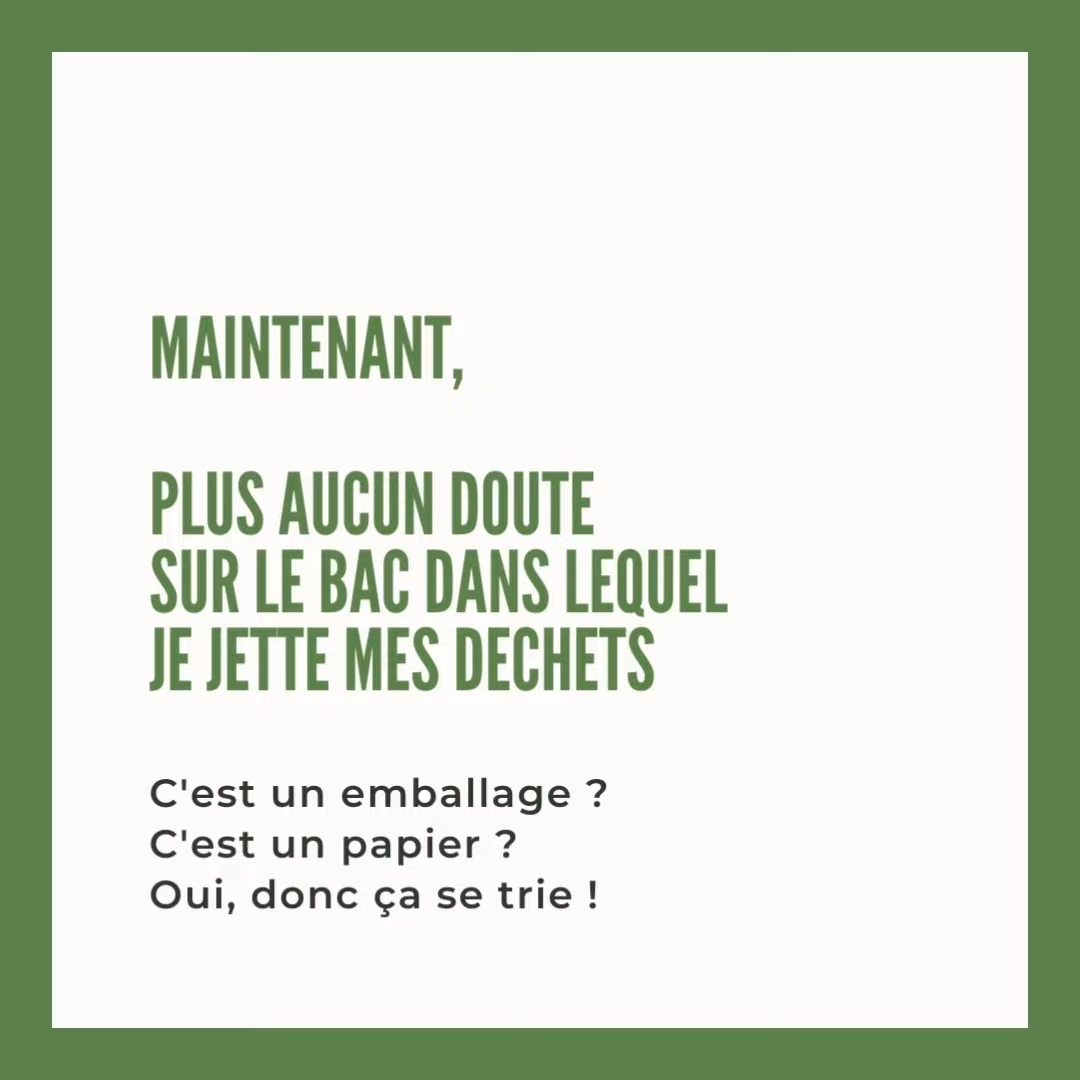 MAINTENANT,
PLUS AUCUN DOUTE
SUR LE BAC DANS LEQUEL
JE JETTE MES DECHETS
C'est un emballage ?
C'est un papier ?
Oui, donc ça se trie !